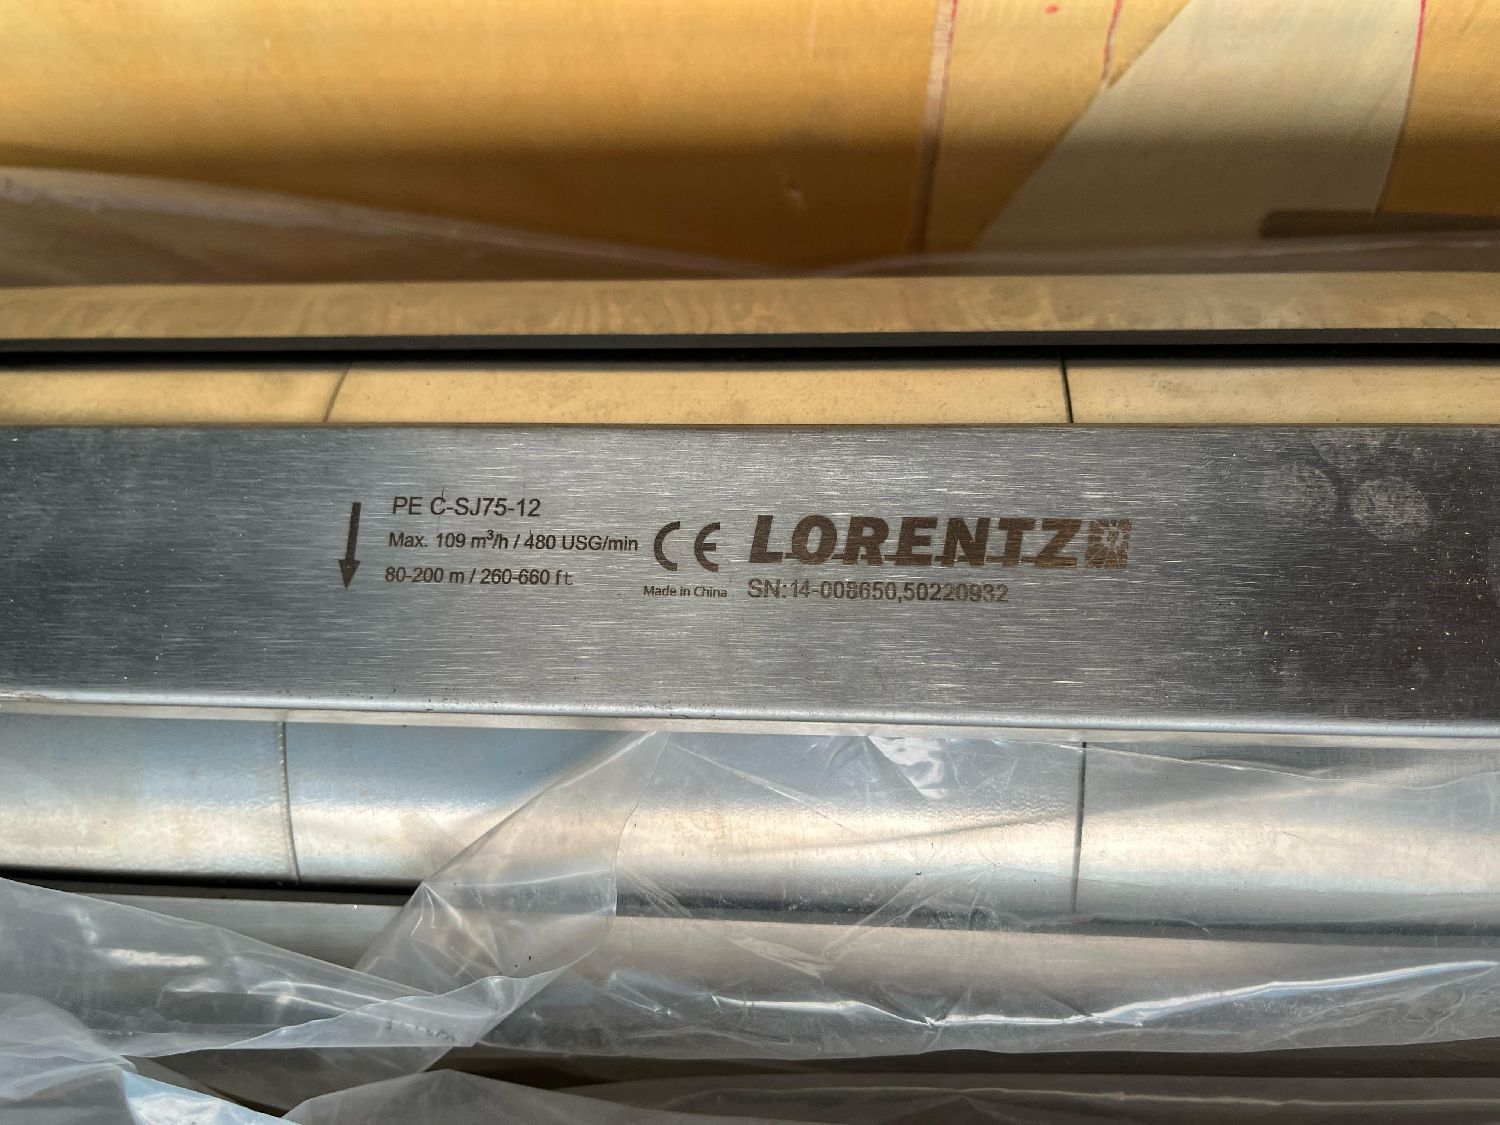 PE C-SJ75-12
Max. 109 m³/h / 480 USG/min
80-200 m / 260-660 ft
CE
Made in China
LORENTZ
SN:14-008650,50220932